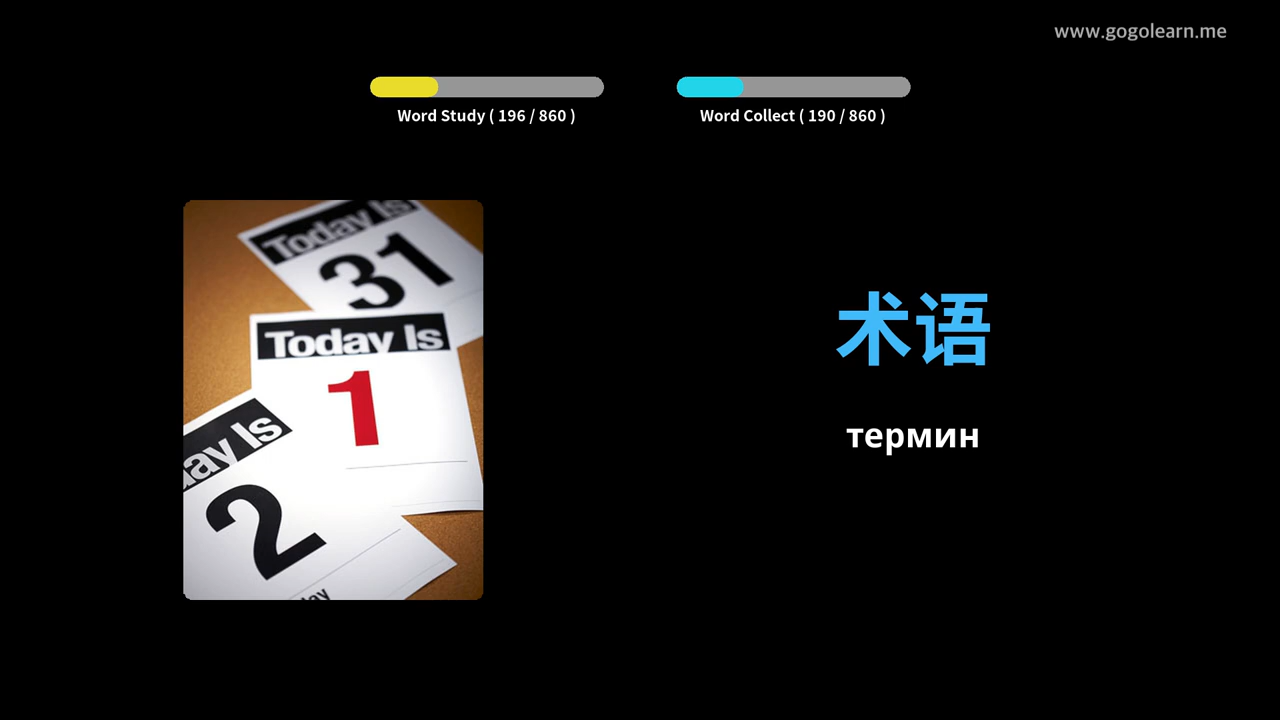 www.gogolearn.me
Word Study ( 196 / 860 )
Word Collect ( 190 / 860 )
Today Is
31
Today Is
1
ay Is
2
术语
термин